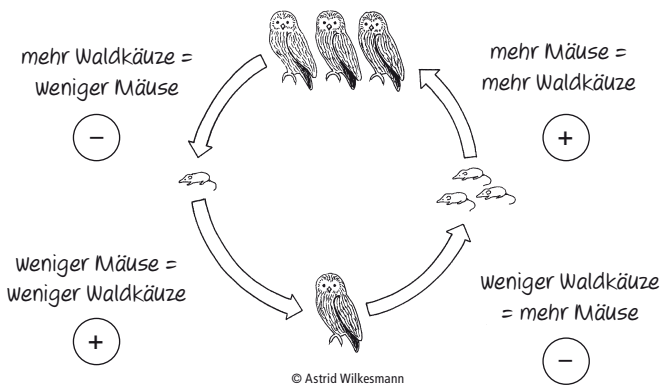 mehr Waldkäuze =
weniger Mäuse
−
mehr Mäuse =
mehr Waldkäuze
+
weniger Mäuse =
weniger Waldkäuze
+
weniger Waldkäuze
= mehr Mäuse
−
© Astrid Wilkesmann